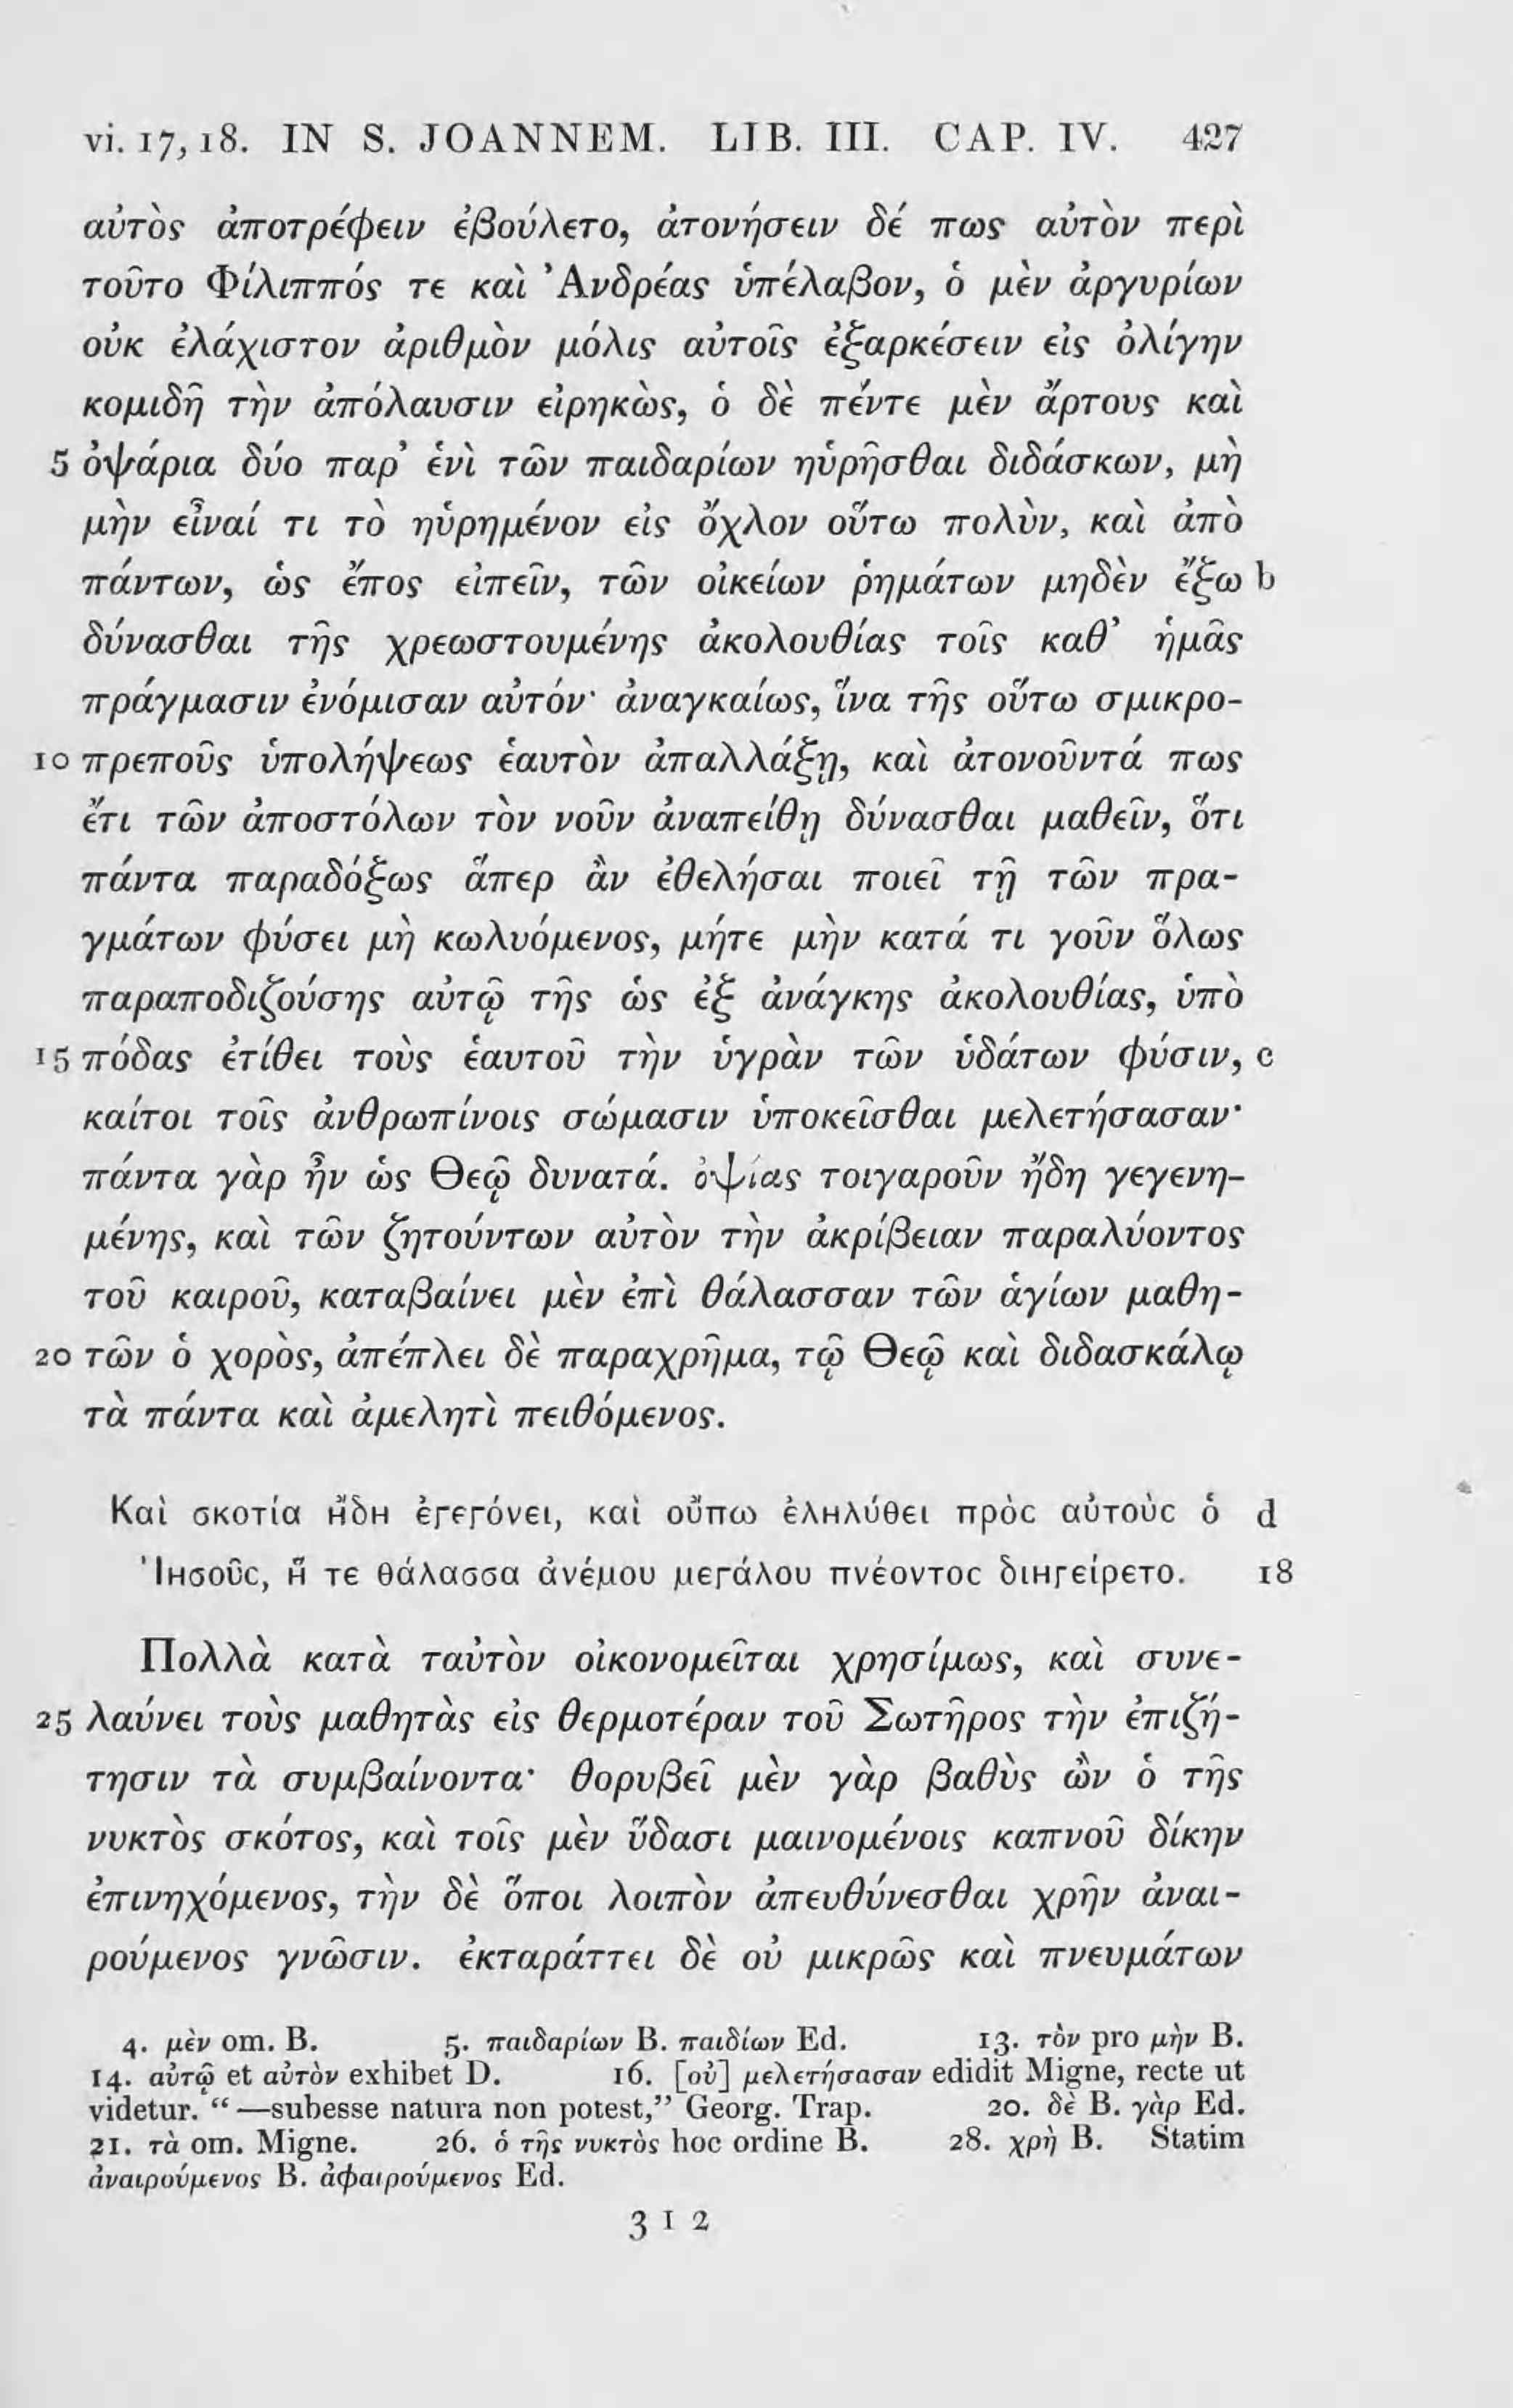 vi. 17, 18. IN S. JOANNEM. LIB. III. CAP. IV. 427
αὐτὸς ἀποτρέφειν ἐβούλετο, ἀτονήσειν δέ πως αὐτὸν περὶ
τοῦτο Φίλιππός τε καὶ Ἀνδρέας ὑπέλαβον, ὁ μὲν ἀργυρίων
οὐκ ἐλάχιστον ἀριθμὸν μόλις αὐτοῖς ἐξαρκέσειν εἰς ὀλίγην
κομιδῆ τὴν ἀπόλαυσιν εἰρηκὼς, ὁ δὲ πέντε μὲν ἄρτους καὶ
5 ὀψάρια δύο παρ’ ἑνὶ τῶν παιδαρίων ηὑρῆσθαι διδάσκων, μὴ
μὴν εἶναί τι τὸ ηὑρημένον εἰς ὄχλον οὕτω πολὺν, καὶ ἀπὸ
πάντων, ὡς ἔπος εἰπεῖν, τῶν οἰκείων ῥημάτων μηδὲν ἔξω b
δύνασθαι τῆς χρεωστουμένης ἀκολουθίας τοῖς καθ’ ἡμᾶς
πράγμασιν ἐνόμισαν αὐτόν· ἀναγκαίως, ἵνα τῆς οὕτω σμικρο-
10 πρεποῦς ὑπολήψεως ἑαυτὸν ἀπαλλάξῃ, καὶ ἀτονοῦντά πως
ἔτι τῶν ἀποστόλων τὸν νοῦν ἀναπείθῃ δύνασθαι μαθεῖν, ὅτι
πάντα παραδόξως ἅπερ ἂν ἐθελήσαι ποιεῖ τῇ τῶν πρα-
γμάτων φύσει μὴ κωλυόμενος, μήτε μὴν κατά τι γοῦν ὅλως
παραποδιζούσης αὐτῷ τῆς ὡς ἐξ ἀνάγκης ἀκολουθίας, ὑπὸ
15 πόδας ἐτίθει τοὺς ἑαυτοῦ τὴν ὑγρὰν τῶν ὑδάτων φύσιν, c
καίτοι τοῖς ἀνθρωπίνοις σώμασιν ὑποκεῖσθαι μελετήσασαν·
πάντα γὰρ ἦν ὡς Θεῷ δυνατά. ὀψίας τοιγαροῦν ἤδη γεγενη-
μένης, καὶ τῶν ζητούντων αὐτὸν τὴν ἀκρίβειαν παραλύοντος
τοῦ καιροῦ, καταβαίνει μὲν ἐπὶ θάλασσαν τῶν ἁγίων μαθη-
20 τῶν ὁ χορὸς, ἀπέπλει δὲ παραχρῆμα, τῷ Θεῷ καὶ διδασκάλῳ
τὰ πάντα καὶ ἀμελητὶ πειθόμενος.
Καὶ σκοτία ἤδη ἐγεγόνει, καὶ οὔπω ἐληλύθει πρὸς αὐτοὺς ὁ d
Ἰησοῦς, ἥ τε θάλασσα ἀνέμου μεγάλου πνέοντος διηγείρετο. 18
Πολλὰ κατὰ ταὐτὸν οἰκονομεῖται χρησίμως, καὶ συνε-
25 λαύνει τοὺς μαθητὰς εἰς θερμοτέραν τοῦ Σωτῆρος τὴν ἐπιζή-
τησιν τὰ συμβαίνοντα· θορυβεῖ μὲν γὰρ βαθὺς ὢν ὁ τῆς
νυκτὸς σκότος, καὶ τοῖς μὲν ὕδασι μαινομένοις καπνοῦ δίκην
ἐπινηχόμενος, τὴν δὲ ὅποι λοιπὸν ἀπευθύνεσθαι χρῆν ἀναι-
ρούμενος γνῶσιν. ἐκταράττει δὲ οὐ μικρῶς καὶ πνευμάτων
4. μὲν om. B. 5. παιδαρίων B. παιδίων Ed. 13. τὸν pro μὴν B.
14. αὐτῷ et αὐτὸν exhibet D. 16. [οὐ] μελετήσασαν edidit Migne, recte ut
videtur. “—subesse natura non potest,” Georg. Trap. 20. δὲ B. γὰρ Ed.
21. τὰ om. Migne. 26. ὁ τῆς νυκτὸς hoc ordine B. 28. χρὴ B. Statim
ἀναιρούμενος B. ἀφαιρούμενος Ed.
3 I 2